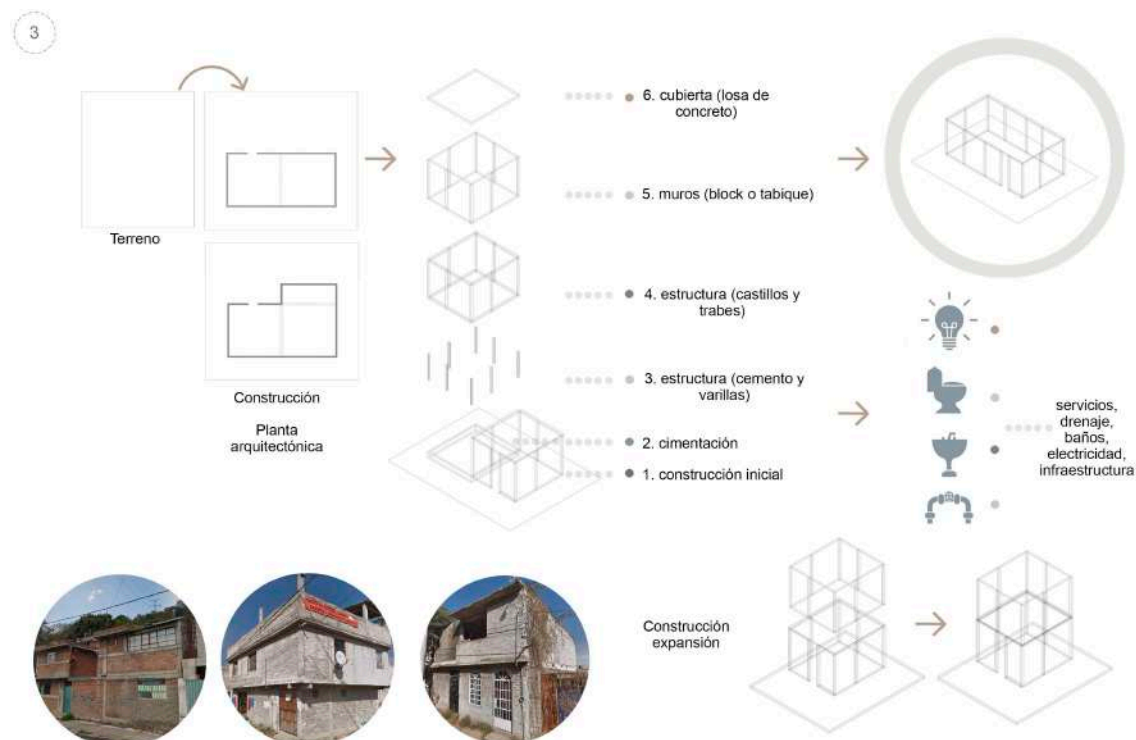 3
Terreno
Construcción
Planta
arquitectónica
6. cubierta (losa de
concreto)
5. muros (block o tabique)
4. estructura (castillos y
trabes)
3. estructura (cemento y
varillas)
2. cimentación
1. construcción inicial
servicios,
drenaje,
baños,
electricidad,
infraestructura
Construcción
expansión